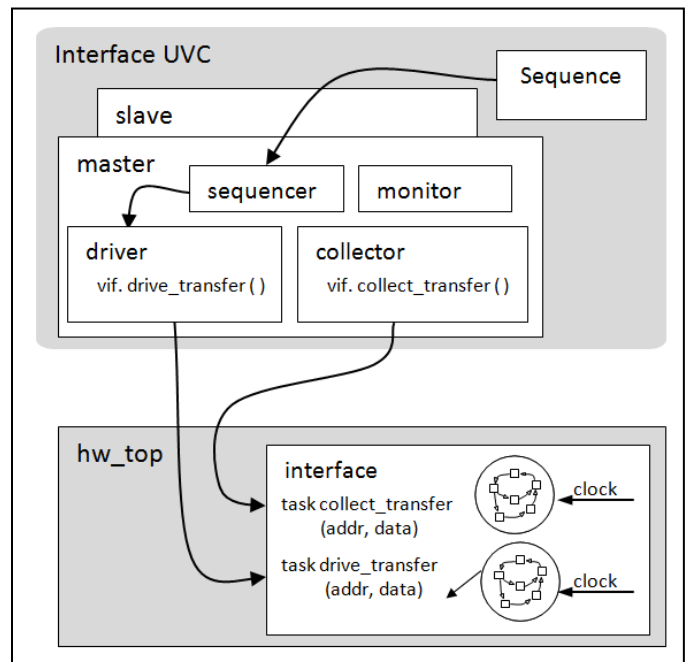 Interface UVC
Sequence
slave
master
sequencer
monitor
driver
vif. drive_transfer ( )
collector
vif. collect_transfer ( )
hw_top
interface
task collect_transfer
(addr, data)
clock
task drive_transfer
(addr, data)
clock